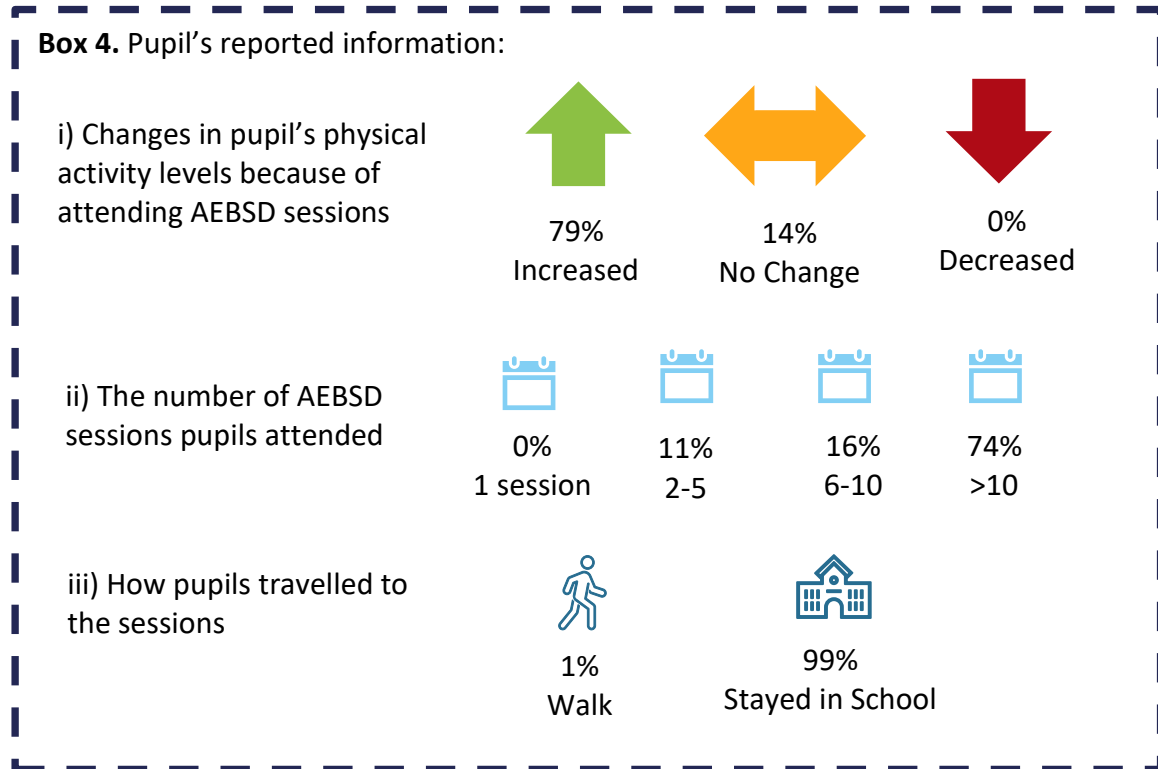 Box 4. Pupil’s reported information:
i) Changes in pupil’s physical
activity levels because of
attending AEBSD sessions
79%
Increased
14%
No Change
0%
Decreased
ii) The number of AEBSD
sessions pupils attended
0%
1 session
11%
2-5
16%
6-10
74%
>10
iii) How pupils travelled to
the sessions
1%
Walk
99%
Stayed in School